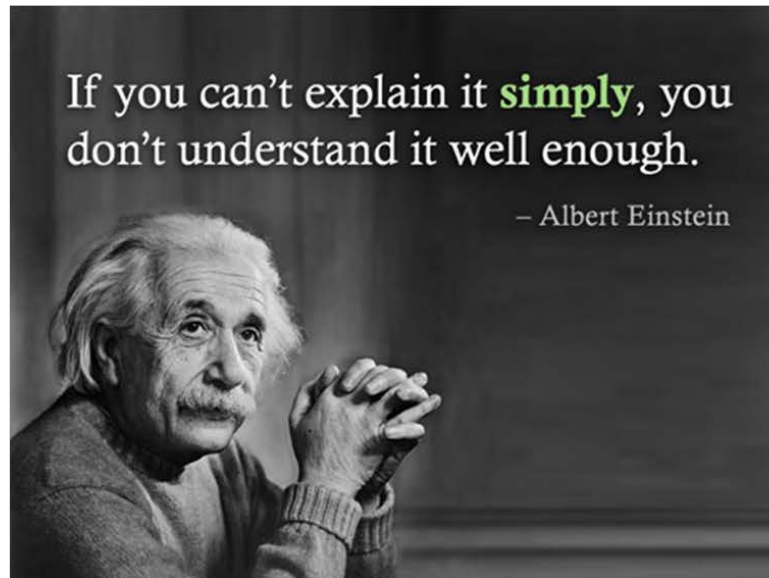 If you can’t explain it simply, you
don’t understand it well enough.
– Albert Einstein